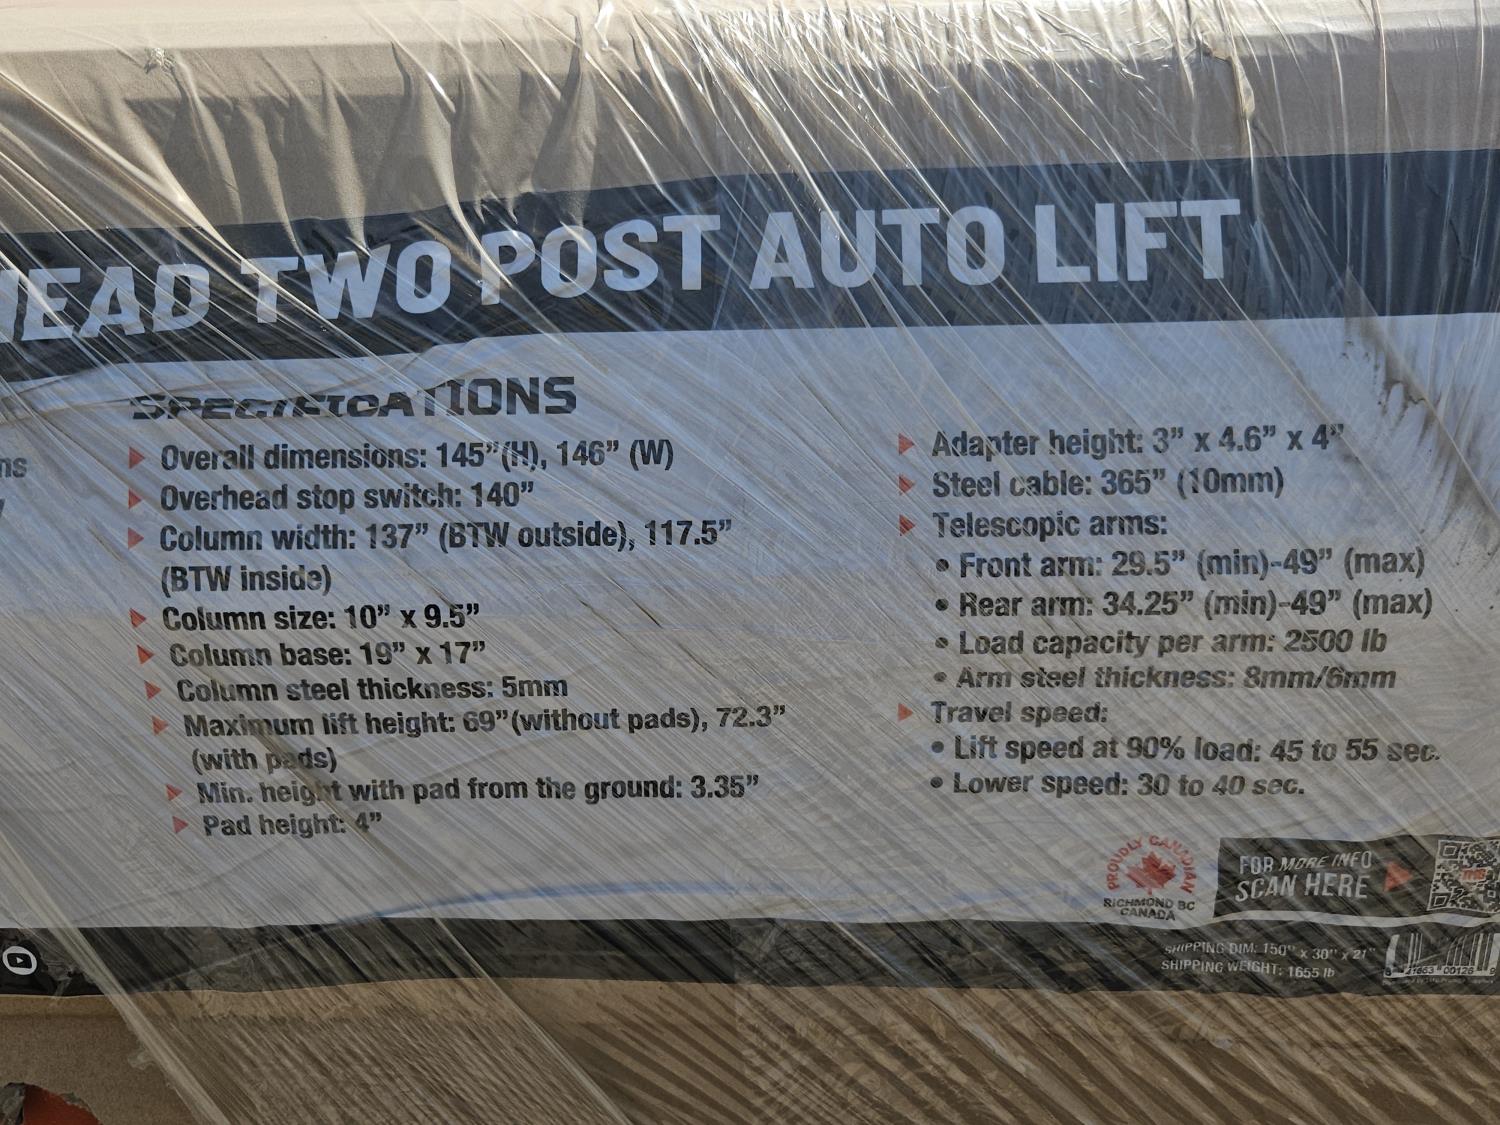 HEAD TWO POST AUTO LIFT
SPECIFICATIONS
Overall dimensions: 145”(H), 146” (W)
Overhead stop switch: 140”
Column width: 137” (BTW outside), 117.5”
(BTW inside)
Column size: 10” x 9.5”
Column base: 19” x 17”
Column steel thickness: 5mm
Maximum lift height: 69”(without pads), 72.3”
(with pads)
Min. height with pad from the ground: 3.35”
Pad height: 4”
Adapter height: 3” x 4.6” x 4”
Steel cable: 365” (10mm)
Telescopic arms:
• Front arm: 29.5” (min)-49” (max)
• Rear arm: 34.25” (min)-49” (max)
• Load capacity per arm: 2500 lb
• Arm steel thickness: 8mm/6mm
Travel speed:
• Lift speed at 90% load: 45 to 55 sec.
• Lower speed: 30 to 40 sec.
PROUDLY CANADIAN
RICHMOND BC
CANADA
FOR MORE INFO
SCAN HERE
SHIPPING DIM: 150” x 30” x 21”
SHIPPING WEIGHT: 1655 lb